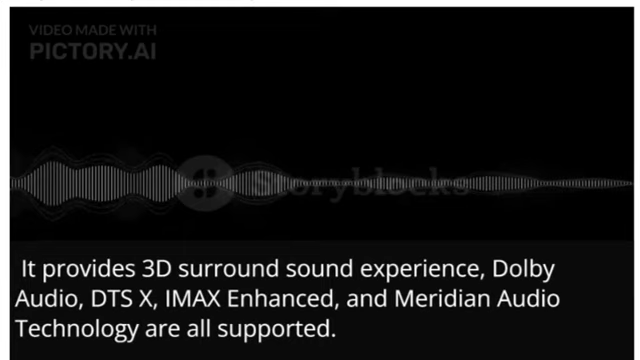 VIDEO MADE WITH
PICTORY.AI
Storyblocks
It provides 3D surround sound experience, Dolby
Audio, DTS X, IMAX Enhanced, and Meridian Audio
Technology are all supported.